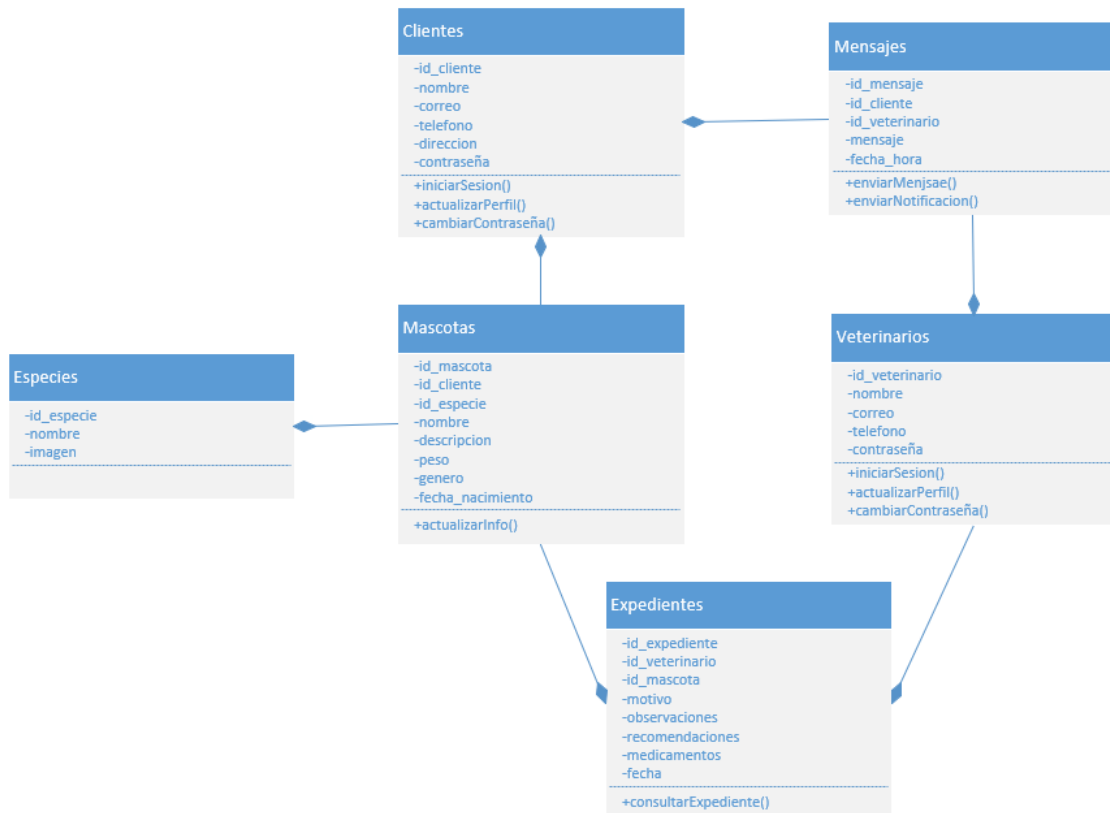 Clientes
-id_cliente
-nombre
-correo
-telefono
-direccion
-contraseña
+iniciarSesion()
+actualizarPerfil()
+cambiarContraseña()
Mensajes
-id_mensaje
-id_cliente
-id_veterinario
-mensaje
-fecha_hora
+enviarMenjsae()
+enviarNotificacion()
Mascotas
-id_mascota
-id_cliente
-id_especie
-nombre
-descripcion
-peso
-genero
-fecha_nacimiento
+actualizarInfo()
Especies
-id_especie
-nombre
-imagen
Veterinarios
-id_veterinario
-nombre
-correo
-telefono
-contraseña
+iniciarSesion()
+actualizarPerfil()
+cambiarContraseña()
Expedientes
-id_expediente
-id_veterinario
-id_mascota
-motivo
-observaciones
-recomendaciones
-medicamentos
-fecha
+consultarExpediente()